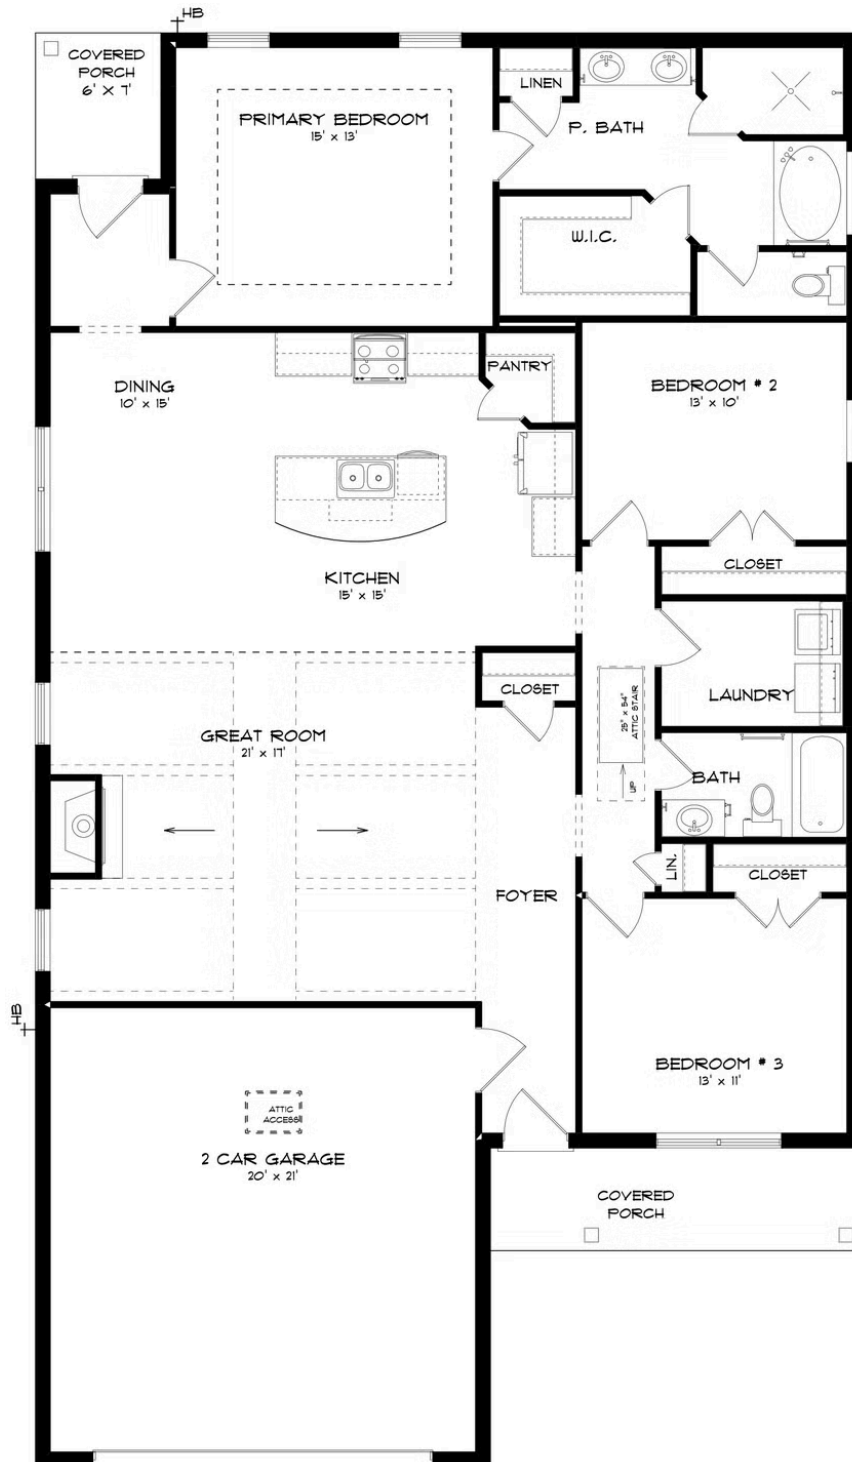 HB
COVERED
PORCH
6' X 7'
PRIMARY BEDROOM
15' x 13'
LINEN
P. BATH
W.I.C.
DINING
10' x 15'
PANTRY
BEDROOM # 2
13' x 10'
KITCHEN
15' x 15'
CLOSET
CLOSET
LAUNDRY
25" x 54"
ATTIC STAIR
UP
GREAT ROOM
21' x 17'
BATH
LIN.
CLOSET
FOYER
HB
BEDROOM # 3
13' x 11'
ATTIC
ACCESS
2 CAR GARAGE
20' x 21'
COVERED
PORCH